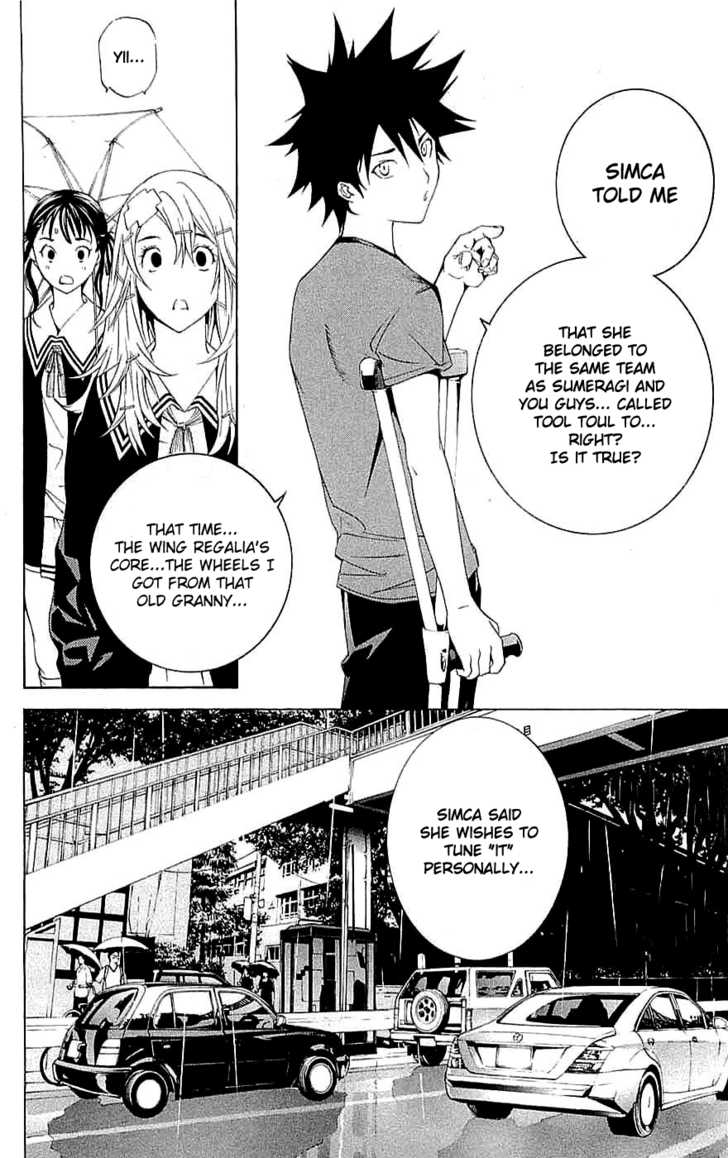 SIMCA
TOLD ME
THAT SHE
BELONGED TO
THE SAME TEAM
AS SUMERAGI AND
YOU GUYS... CALLED
TOOL TOUL TO...
RIGHT?
IS IT TRUE?
YII...
THAT TIME...
THE WING REGALIA'S
CORE...THE WHEELS I
GOT FROM THAT
OLD GRANNY...
SIMCA SAID
SHE WISHES TO
TUNE "IT"
PERSONALLY...